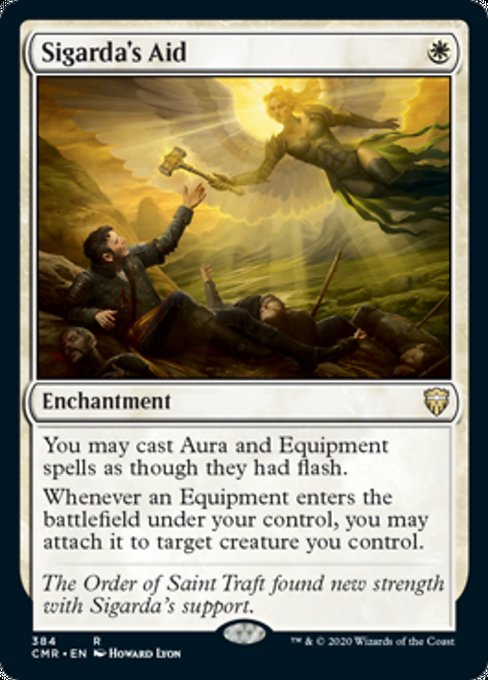 Sigarda's Aid
Enchantment
You may cast Aura and Equipment
spells as though they had flash.
Whenever an Equipment enters the
battlefield under your control, you may
attach it to target creature you control.
The Order of Saint Traft found new strength
with Sigarda's support.
384 R
™ & © 2020 Wizards of the Coast
CMR • EN Howard Lyon